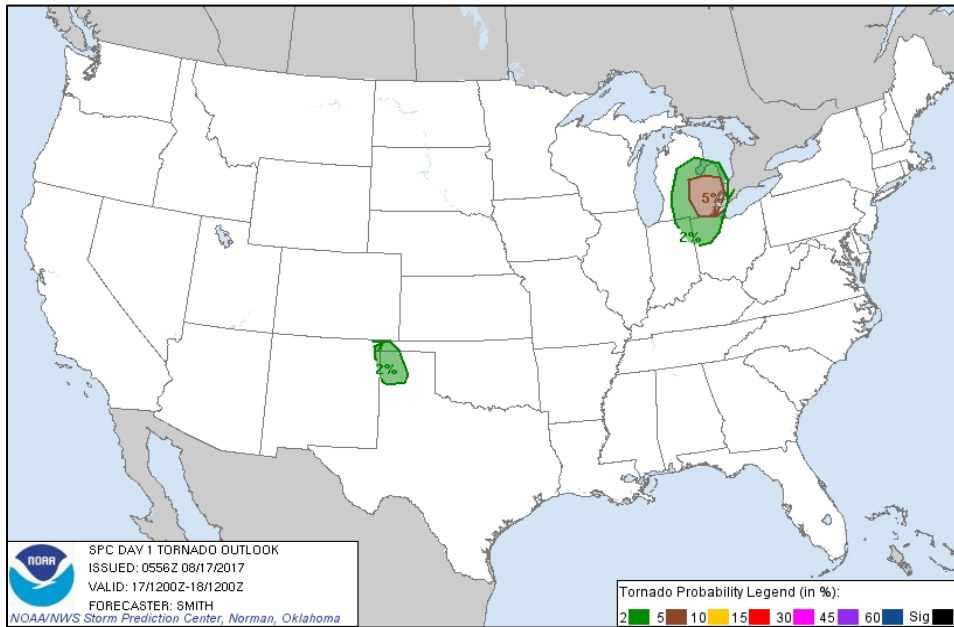 5%
2%
2%
NOAA
SPC DAY 1 TORNADO OUTLOOK
ISSUED: 0556Z 08/17/2017
VALID: 17/1200Z-18/1200Z
FORECASTER: SMITH
NOAA/NWS Storm Prediction Center, Norman, Oklahoma
Tornado Probability Legend (in %):
2 5 10 15 30 45 60 Sig